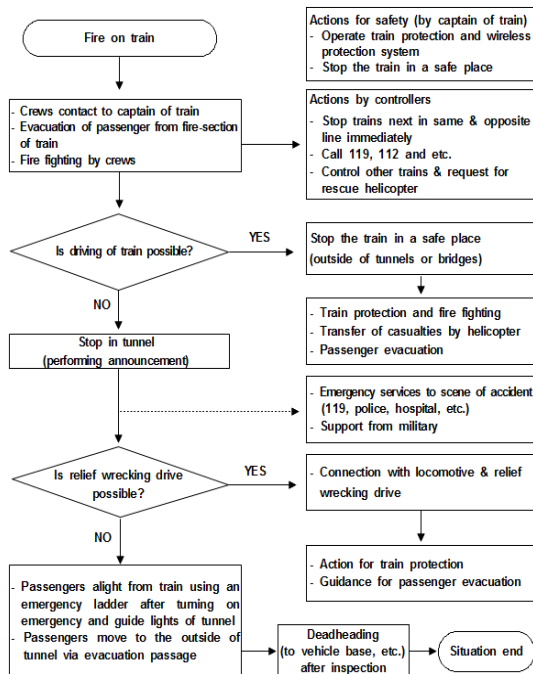 Fire on train
Actions for safety (by captain of train)
- Operate train protection and wireless
protection system
- Stop the train in a safe place
- Crews contact to captain of train
- Evacuation of passenger from fire-section
of train
- Fire fighting by crews
Actions by controllers
- Stop trains next in same & opposite
line immediately
- Call 119, 112 and etc.
- Control other trains & request for
rescue helicopter
Is driving of train possible?
YES
Stop the train in a safe place
(outside of tunnels or bridges)
NO
- Train protection and fire fighting
- Transfer of casualties by helicopter
- Passenger evacuation
Stop in tunnel
(performing announcement)
- Emergency services to scene of accident
(119, police, hospital, etc.)
- Support from military
Is relief wrecking drive
possible?
YES
- Connection with locomotive & relief
wrecking drive
NO
- Action for train protection
- Guidance for passenger evacuation
- Passengers alight from train using an
emergency ladder after turning on
emergency and guide lights of tunnel
- Passengers move to the outside of
tunnel via evacuation passage
Deadheading
(to vehicle base, etc.)
after inspection
Situation end